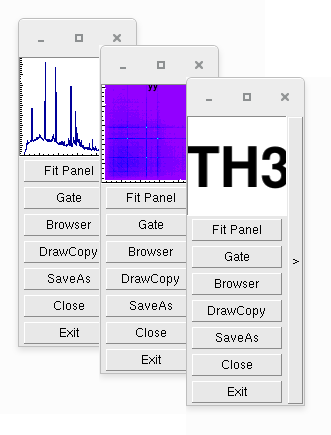 Fit Panel
Gate
Browser
DrawCopy
SaveAs
Close
Exit
yy
Fit Panel
Gate
Browser
DrawCopy
SaveAs
Close
Exit
TH3
Fit Panel
Gate
Browser
DrawCopy
SaveAs
Close
Exit
>